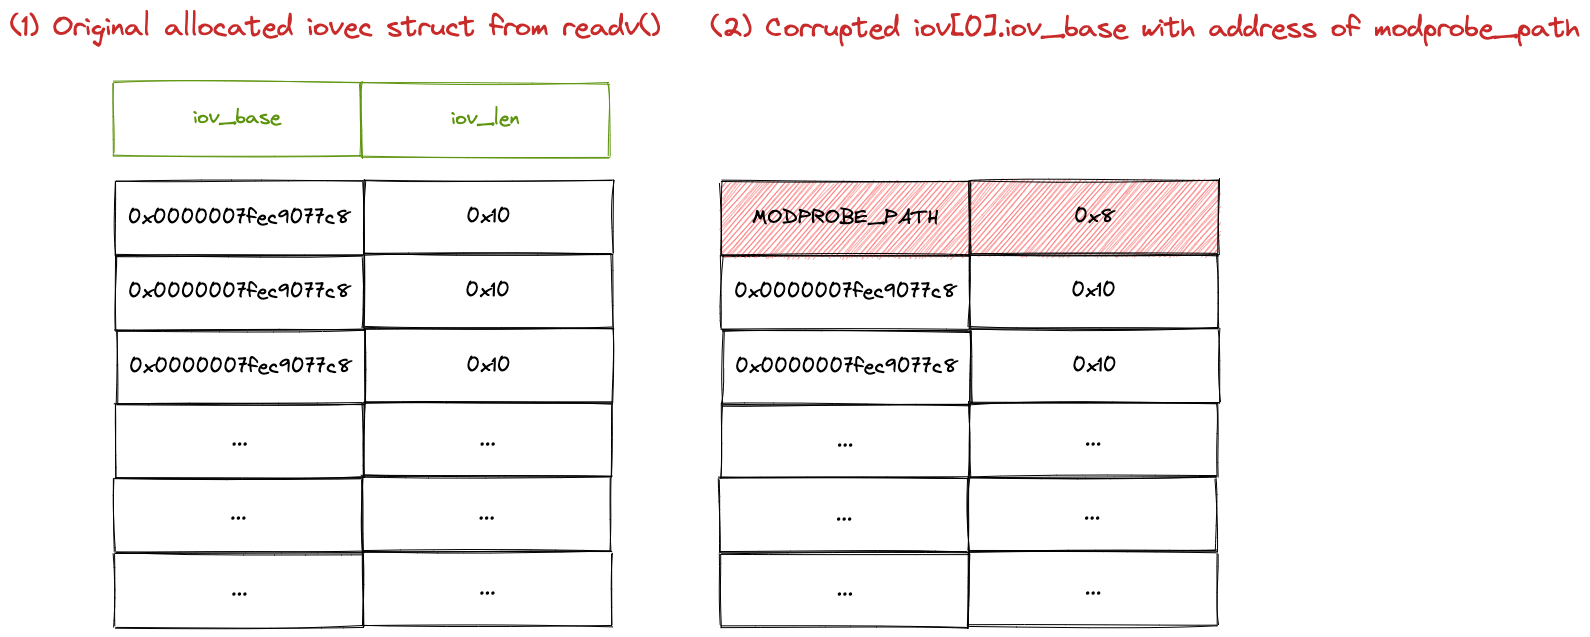 (1) Original allocated iovec struct from readv()
(2) Corrupted iov[0].iov_base with address of modprobe_path
iov_base iov_len
0x0000007fec9077c8 0x10
0x0000007fec9077c8 0x10
0x0000007fec9077c8 0x10
... ...
... ...
... ...
MODPROBE_PATH 0x8
0x0000007fec9077c8 0x10
0x0000007fec9077c8 0x10
... ...
... ...
... ...